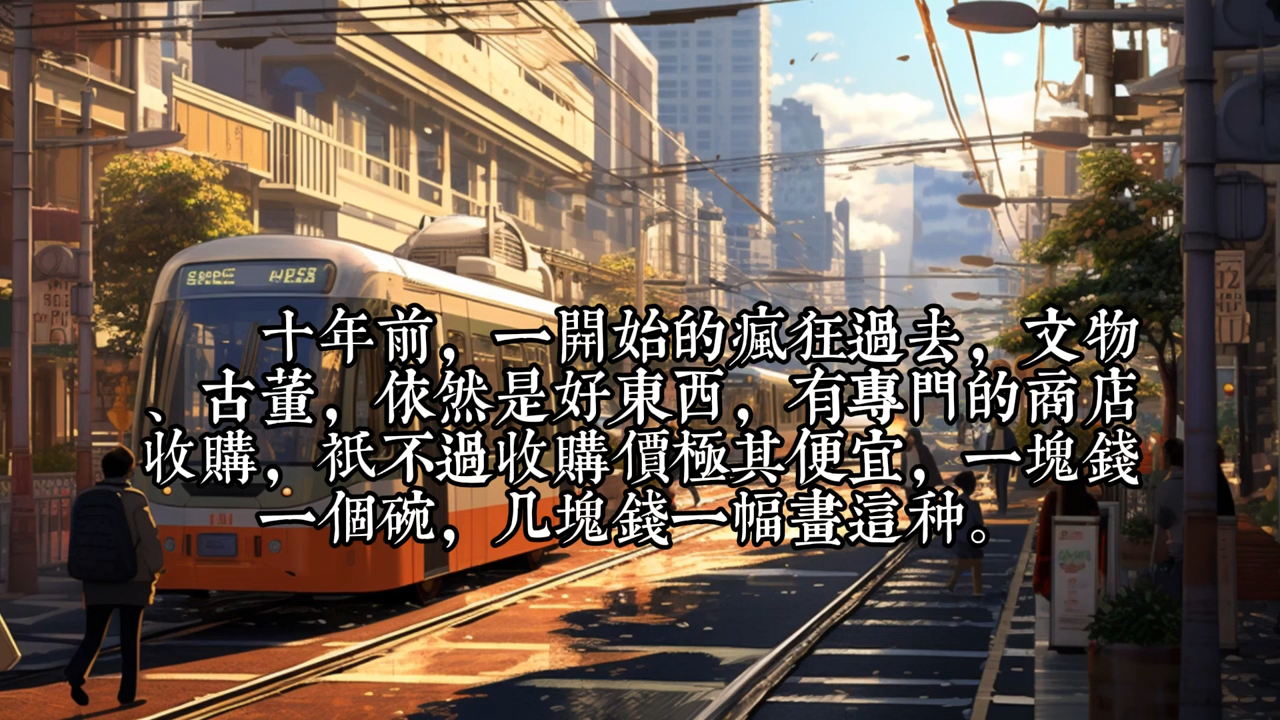 十年前，一開始的瘋狂過去，文物
、古董，依然是好東西，有專門的商店
收購，衹不過收購價極其便宜，一塊錢
一個碗，几塊錢一幅畫這种。